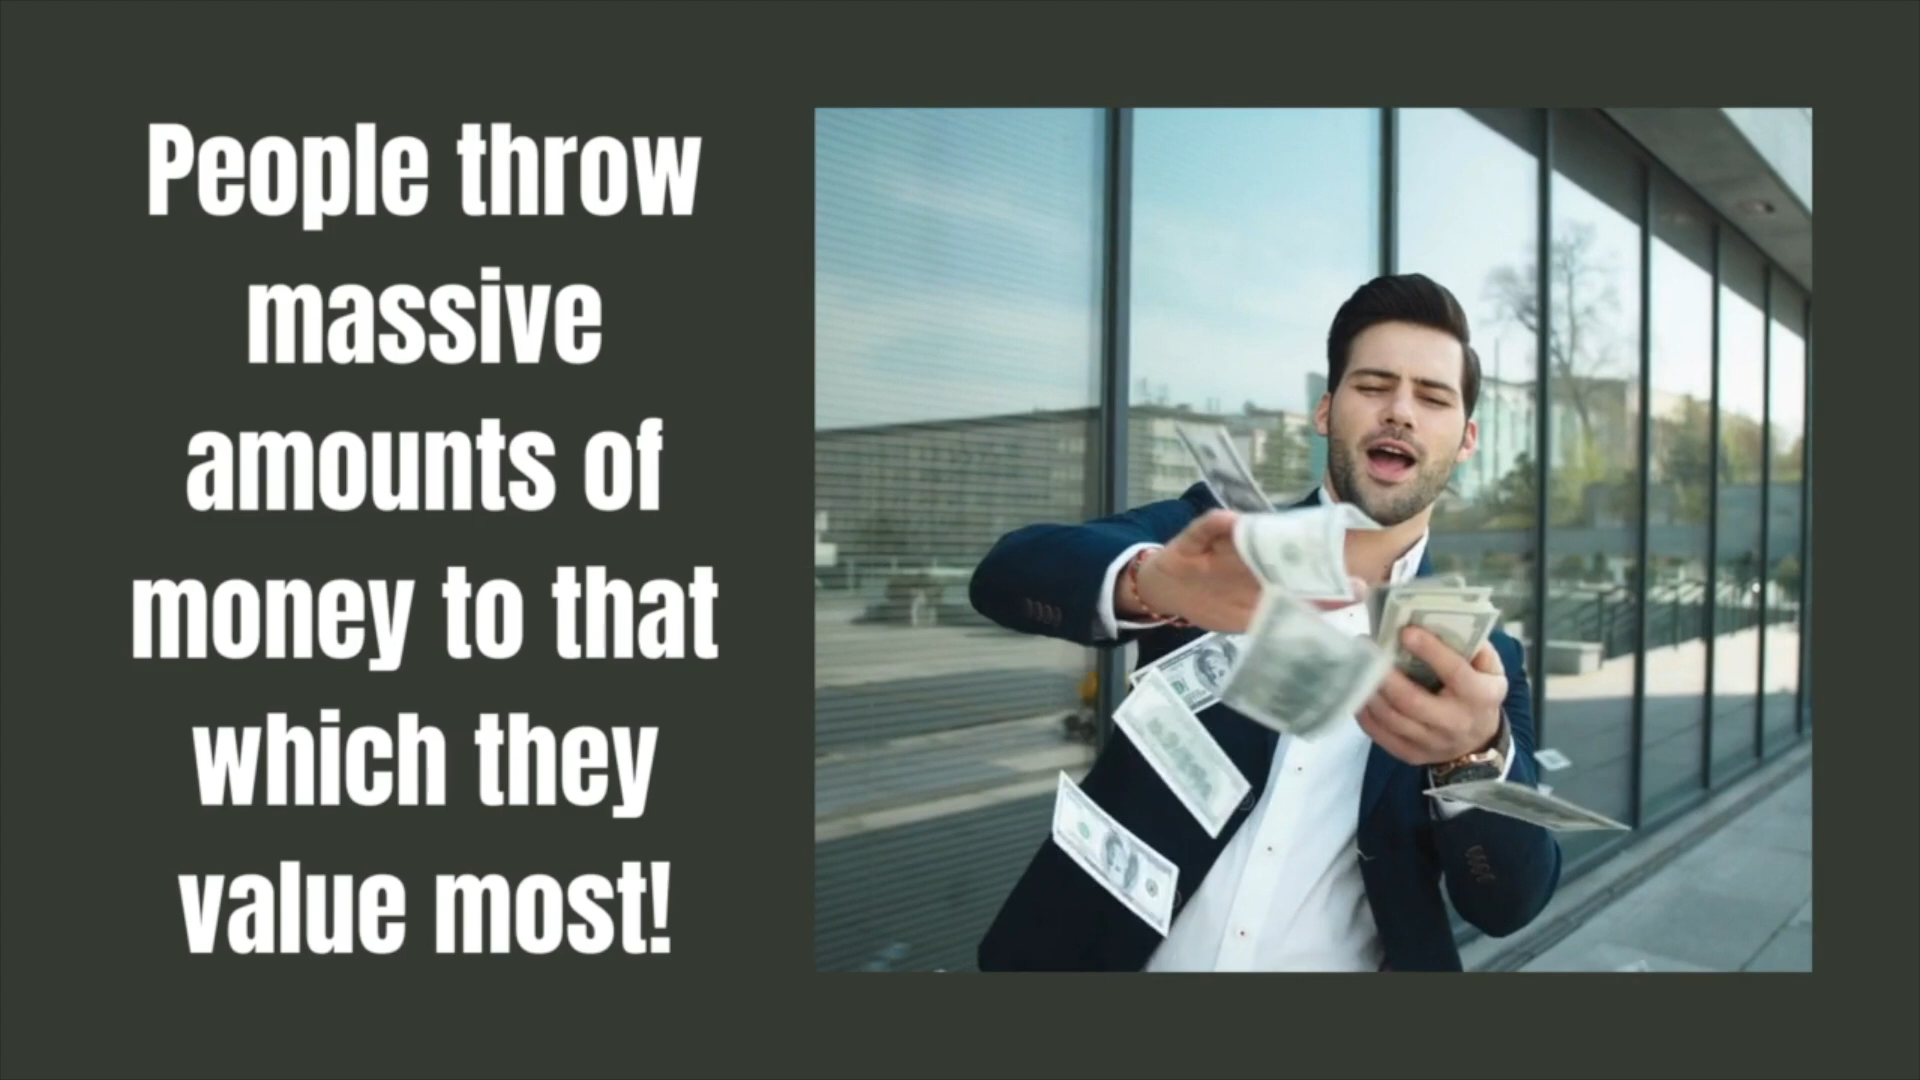 People throw
massive
amounts of
money to that
which they
value most!